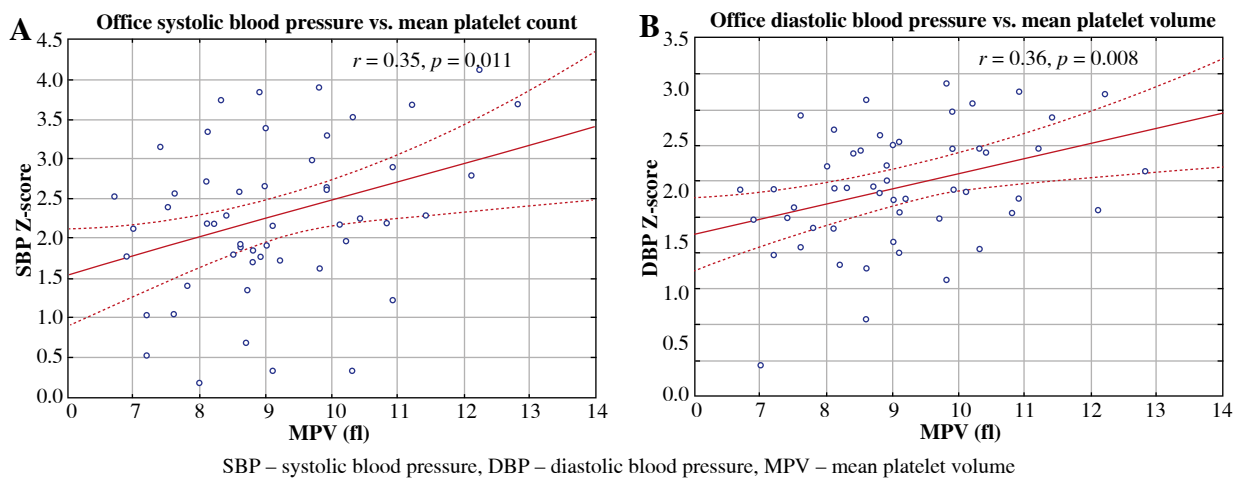 A
Office systolic blood pressure vs. mean platelet count
r = 0.35, p = 0.011
SBP Z-score
4.5
4.0
3.5
3.0
2.5
2.0
1.5
1.0
0.5
0.0
0 7 8 9 10 11 12 13 14
MPV (fl)
B
Office diastolic blood pressure vs. mean platelet volume
r = 0.36, p = 0.008
DBP Z-score
3.5
3.0
2.5
2.0
1.5
1.0
0.5
0.0
0 7 8 9 10 11 12 13 14
MPV (fl)
SBP – systolic blood pressure, DBP – diastolic blood pressure, MPV – mean platelet volume